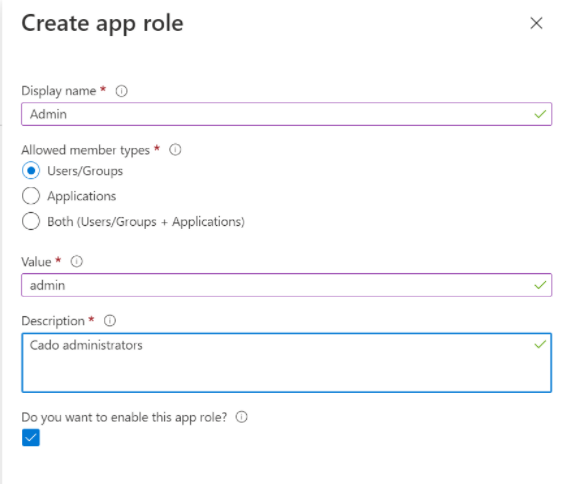 Create app role
Display name *
Admin
Allowed member types *
Users/Groups
Applications
Both (Users/Groups + Applications)
Value *
admin
Description *
Cado administrators
Do you want to enable this app role?